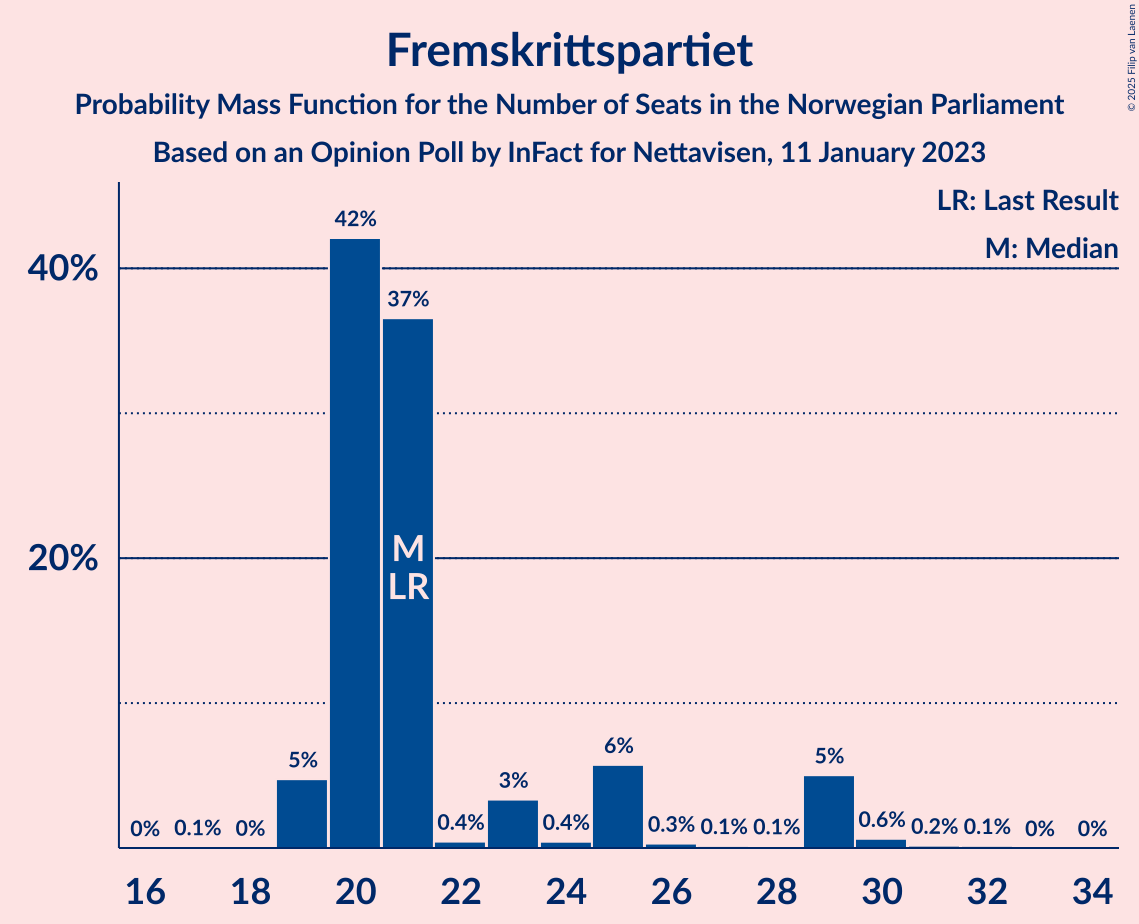 Fremskrittspartiet
Probability Mass Function for the Number of Seats in the Norwegian Parliament
Based on an Opinion Poll by InFact for Nettavisen, 11 January 2023
© 2025 Filip van Laenen
LR: Last Result
M: Median
40%
20%
0%
0.1%
0%
5%
42%
37%
0.4%
3%
0.4%
6%
0.3%
0.1%
0.1%
5%
0.6%
0.2%
0.1%
0%
0%
M
LR
16 18 20 22 24 26 28 30 32 34